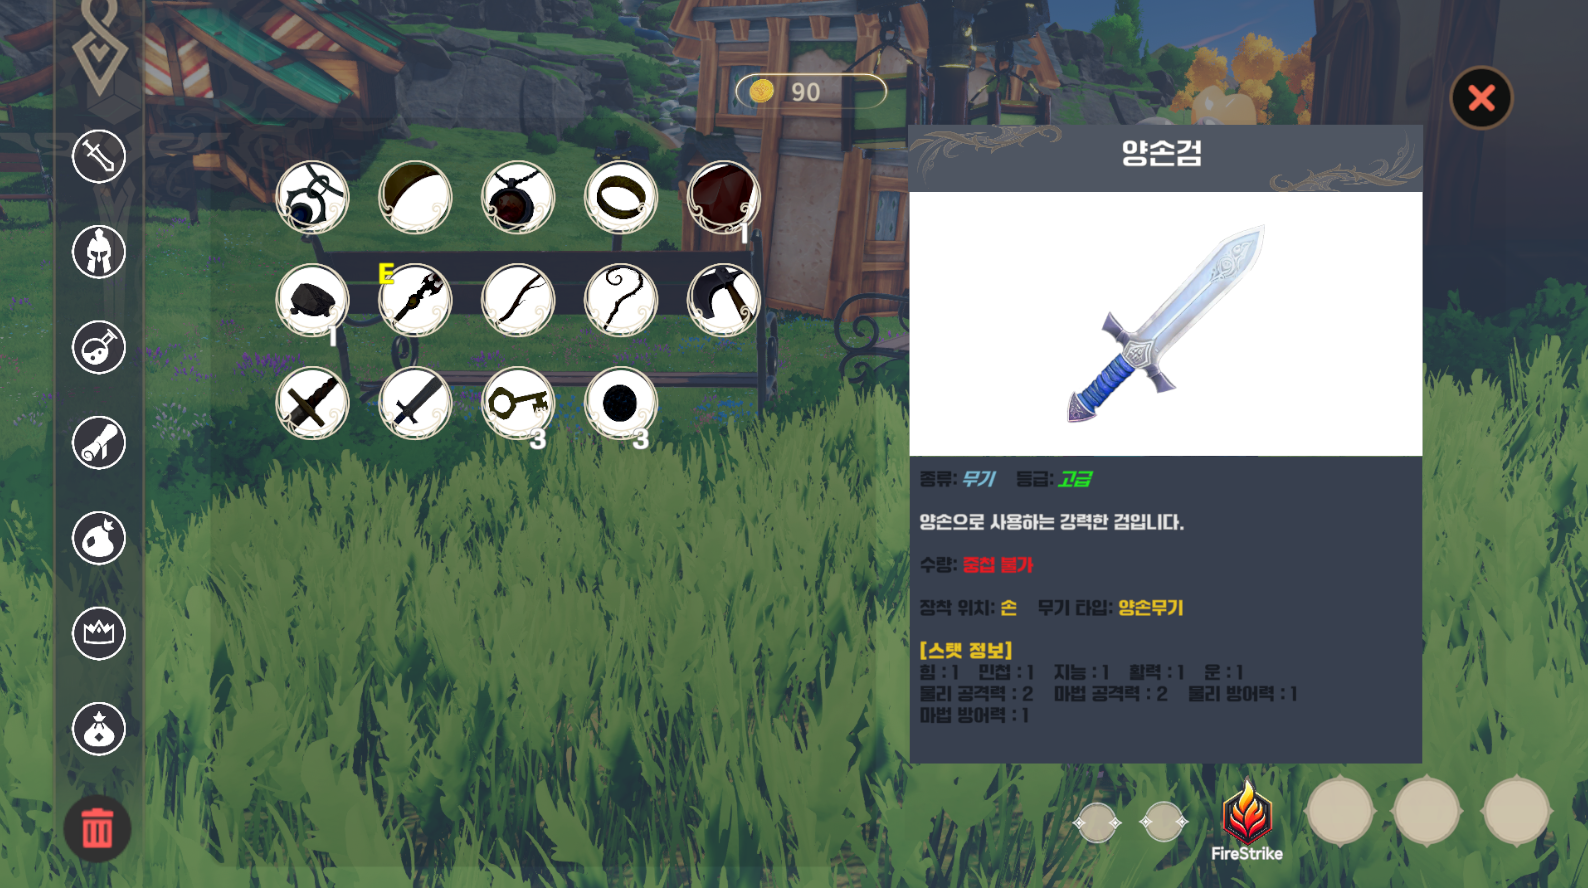 90
양손검
1
E
1
3
3
종류: 무기 등급: 고급
양손으로 사용하는 강력한 검입니다.
수량: 중첩 불가
장착 위치: 손 무기 타입: 양손무기
[스탯 정보]
힘 : 1 민첩 : 1 지능 : 1 활력 : 1 운 : 1
물리 공격력 : 2 마법 공격력 : 2 물리 방어력 : 1
마법 방어력 : 1
FireStrike